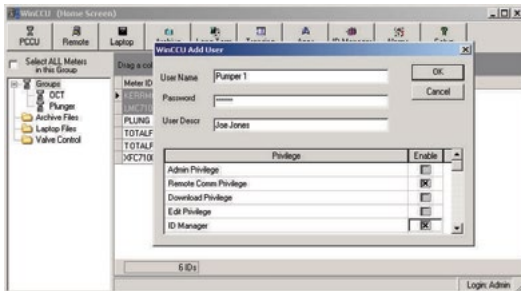 WinCCU (Home Screen)
PCCU
Remote
Laptop
Select ALL Meters
in this Group
Groups
OCT
Plunger
Archive Files
Laptop Files
Valve Control
Drag a col
Meter ID
PLUNG
TOTALF
TOTALF
XFC710
6 IDs
Login: Admin
WinCCU Add User
User Name
Pumper 1
Password
User Descr
Joe Jones
OK
Cancel
Privilege
Enable
Admin Privilege
Remote Comm Privilege
Download Privilege
Edit Privilege
ID Manager